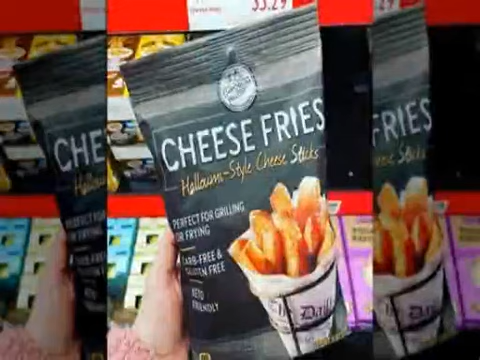 $3.29
CHEESE FRIES
Halloumi-Style Cheese Sticks
PERFECT FOR GRILLING
OR FRYING
CARB-FREE &
GLUTEN FREE
KETO
FRIENDLY
Daily